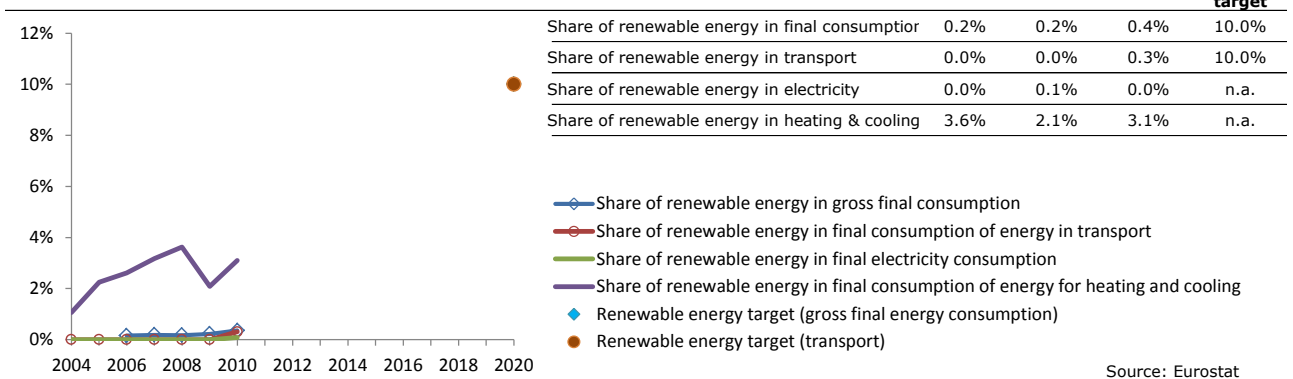 target
Share of renewable energy in final consumption 0.2% 0.2% 0.4% 10.0%
Share of renewable energy in transport 0.0% 0.0% 0.3% 10.0%
Share of renewable energy in electricity 0.0% 0.1% 0.0% n.a.
Share of renewable energy in heating & cooling 3.6% 2.1% 3.1% n.a.
12%
10%
8%
6%
4%
2%
0%
2004 2006 2008 2010 2012 2014 2016 2018 2020
Share of renewable energy in gross final consumption
Share of renewable energy in final consumption of energy in transport
Share of renewable energy in final electricity consumption
Share of renewable energy in final consumption of energy for heating and cooling
Renewable energy target (gross final energy consumption)
Renewable energy target (transport)
Source: Eurostat